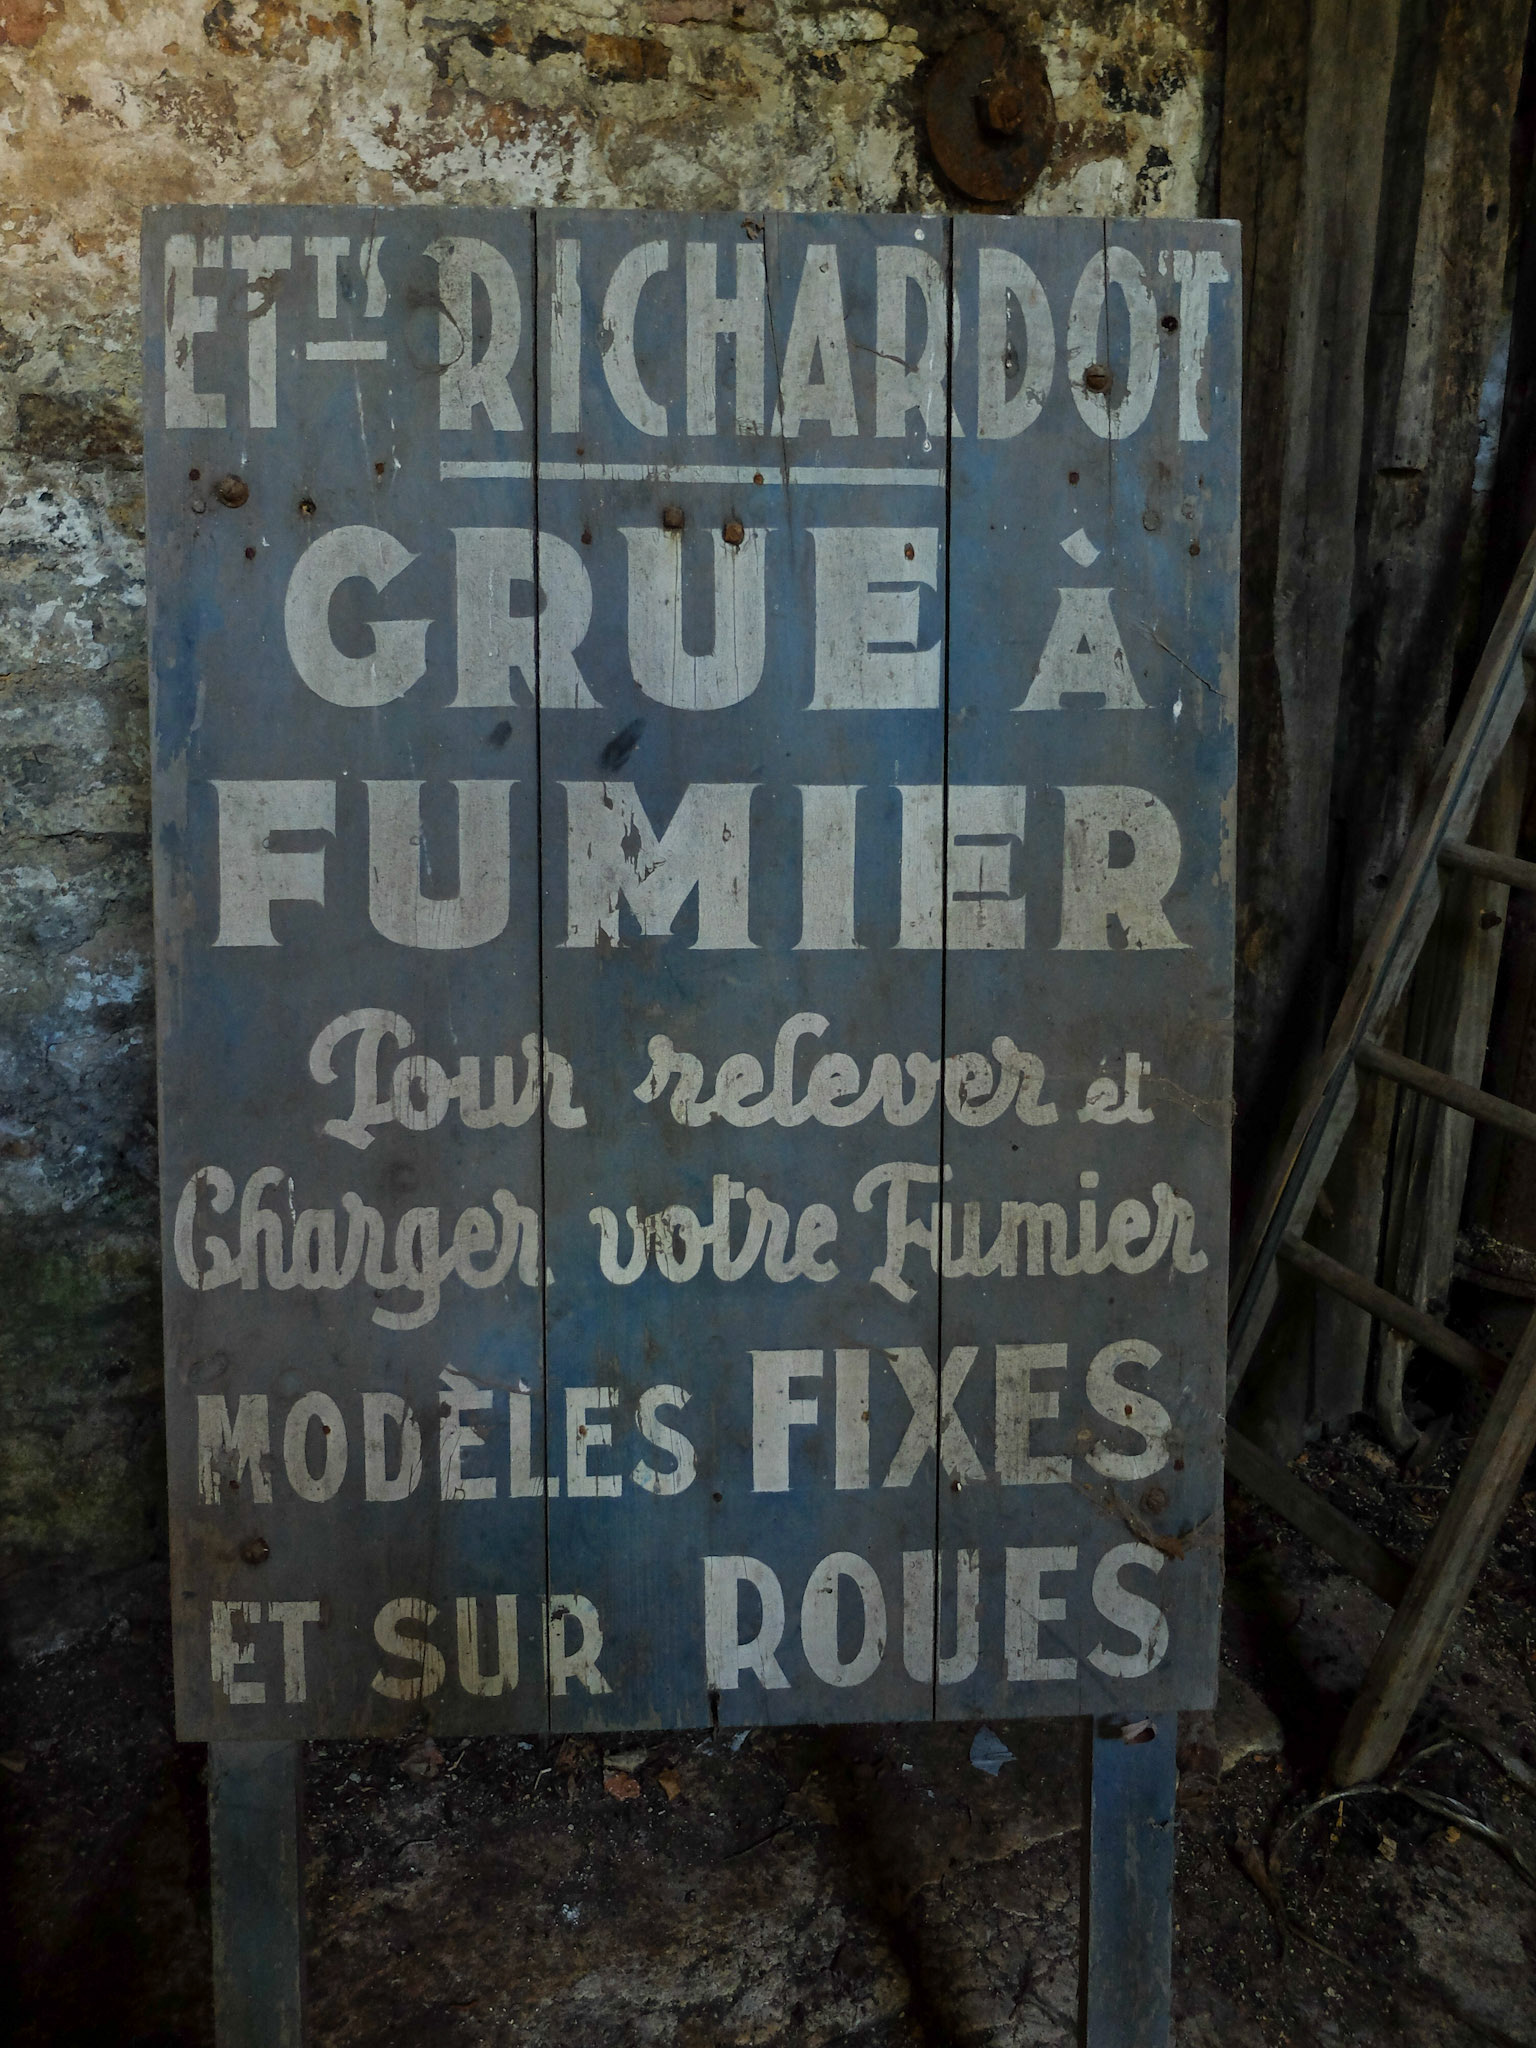 ETTS RICHARDOT
GRUE À
FUMIER
Pour relever et
Charger votre Fumier
MODÈLES FIXES
ET SUR ROUES